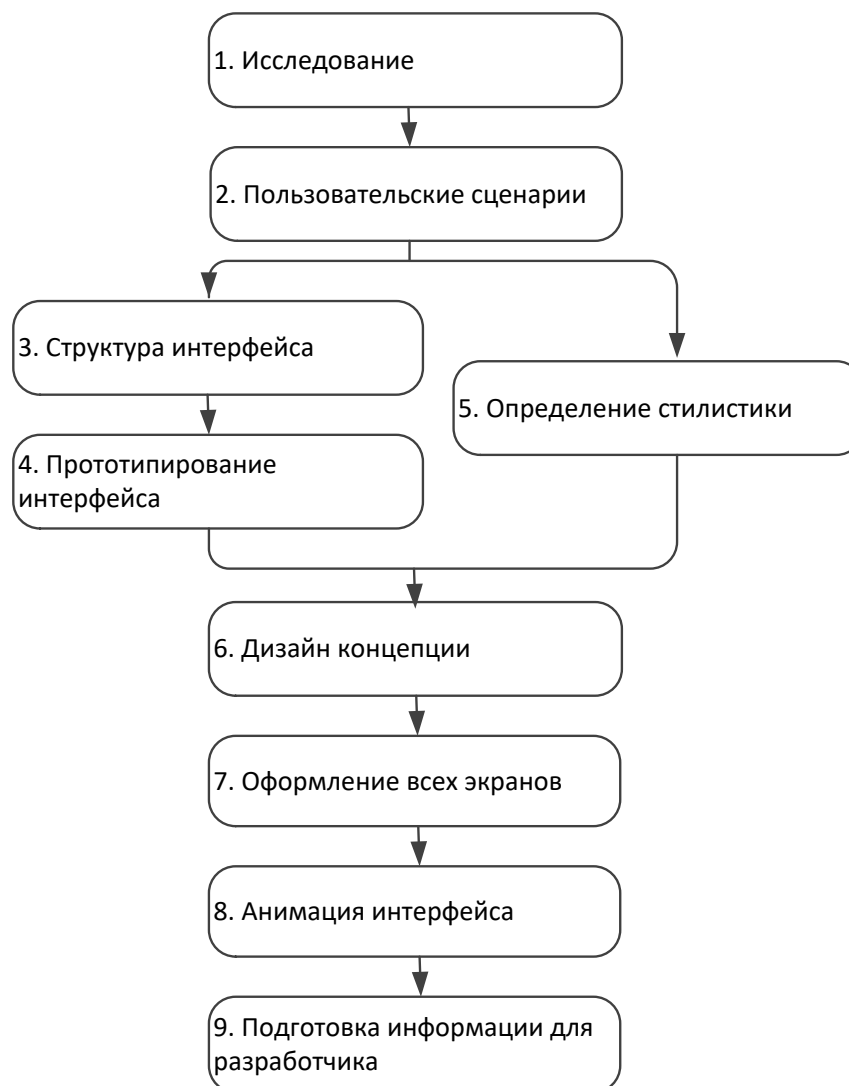 1. Исследование
2. Пользовательские сценарии
3. Структура интерфейса
4. Прототипирование
интерфейса
5. Определение стилистики
6. Дизайн концепции
7. Оформление всех экранов
8. Анимация интерфейса
9. Подготовка информации для
разработчика